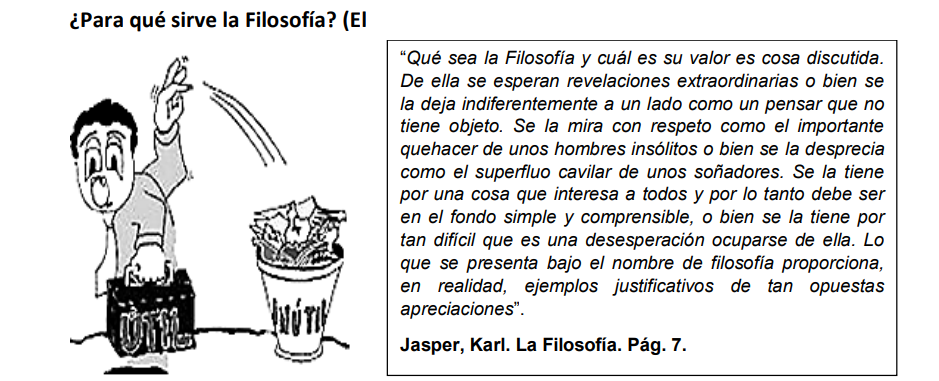 ¿Para qué sirve la Filosofía? (El
“Qué sea la Filosofía y cuál es su valor es cosa discutida.
De ella se esperan revelaciones extraordinarias o bien se
la deja indiferentemente a un lado como un pensar que no
tiene objeto. Se la mira con respeto como el importante
quehacer de unos hombres insólitos o bien se la desprecia
como el superfluo cavilar de unos soñadores. Se la tiene
por una cosa que interesa a todos y por lo tanto debe ser
en el fondo simple y comprensible, o bien se la tiene por
tan difícil que es una desesperación ocuparse de ella. Lo
que se presenta bajo el nombre de filosofía proporciona,
en realidad, ejemplos justificativos de tan opuestas
apreciaciones”.
Jasper, Karl. La Filosofía. Pág. 7.
ÚTIL
INÚTIL